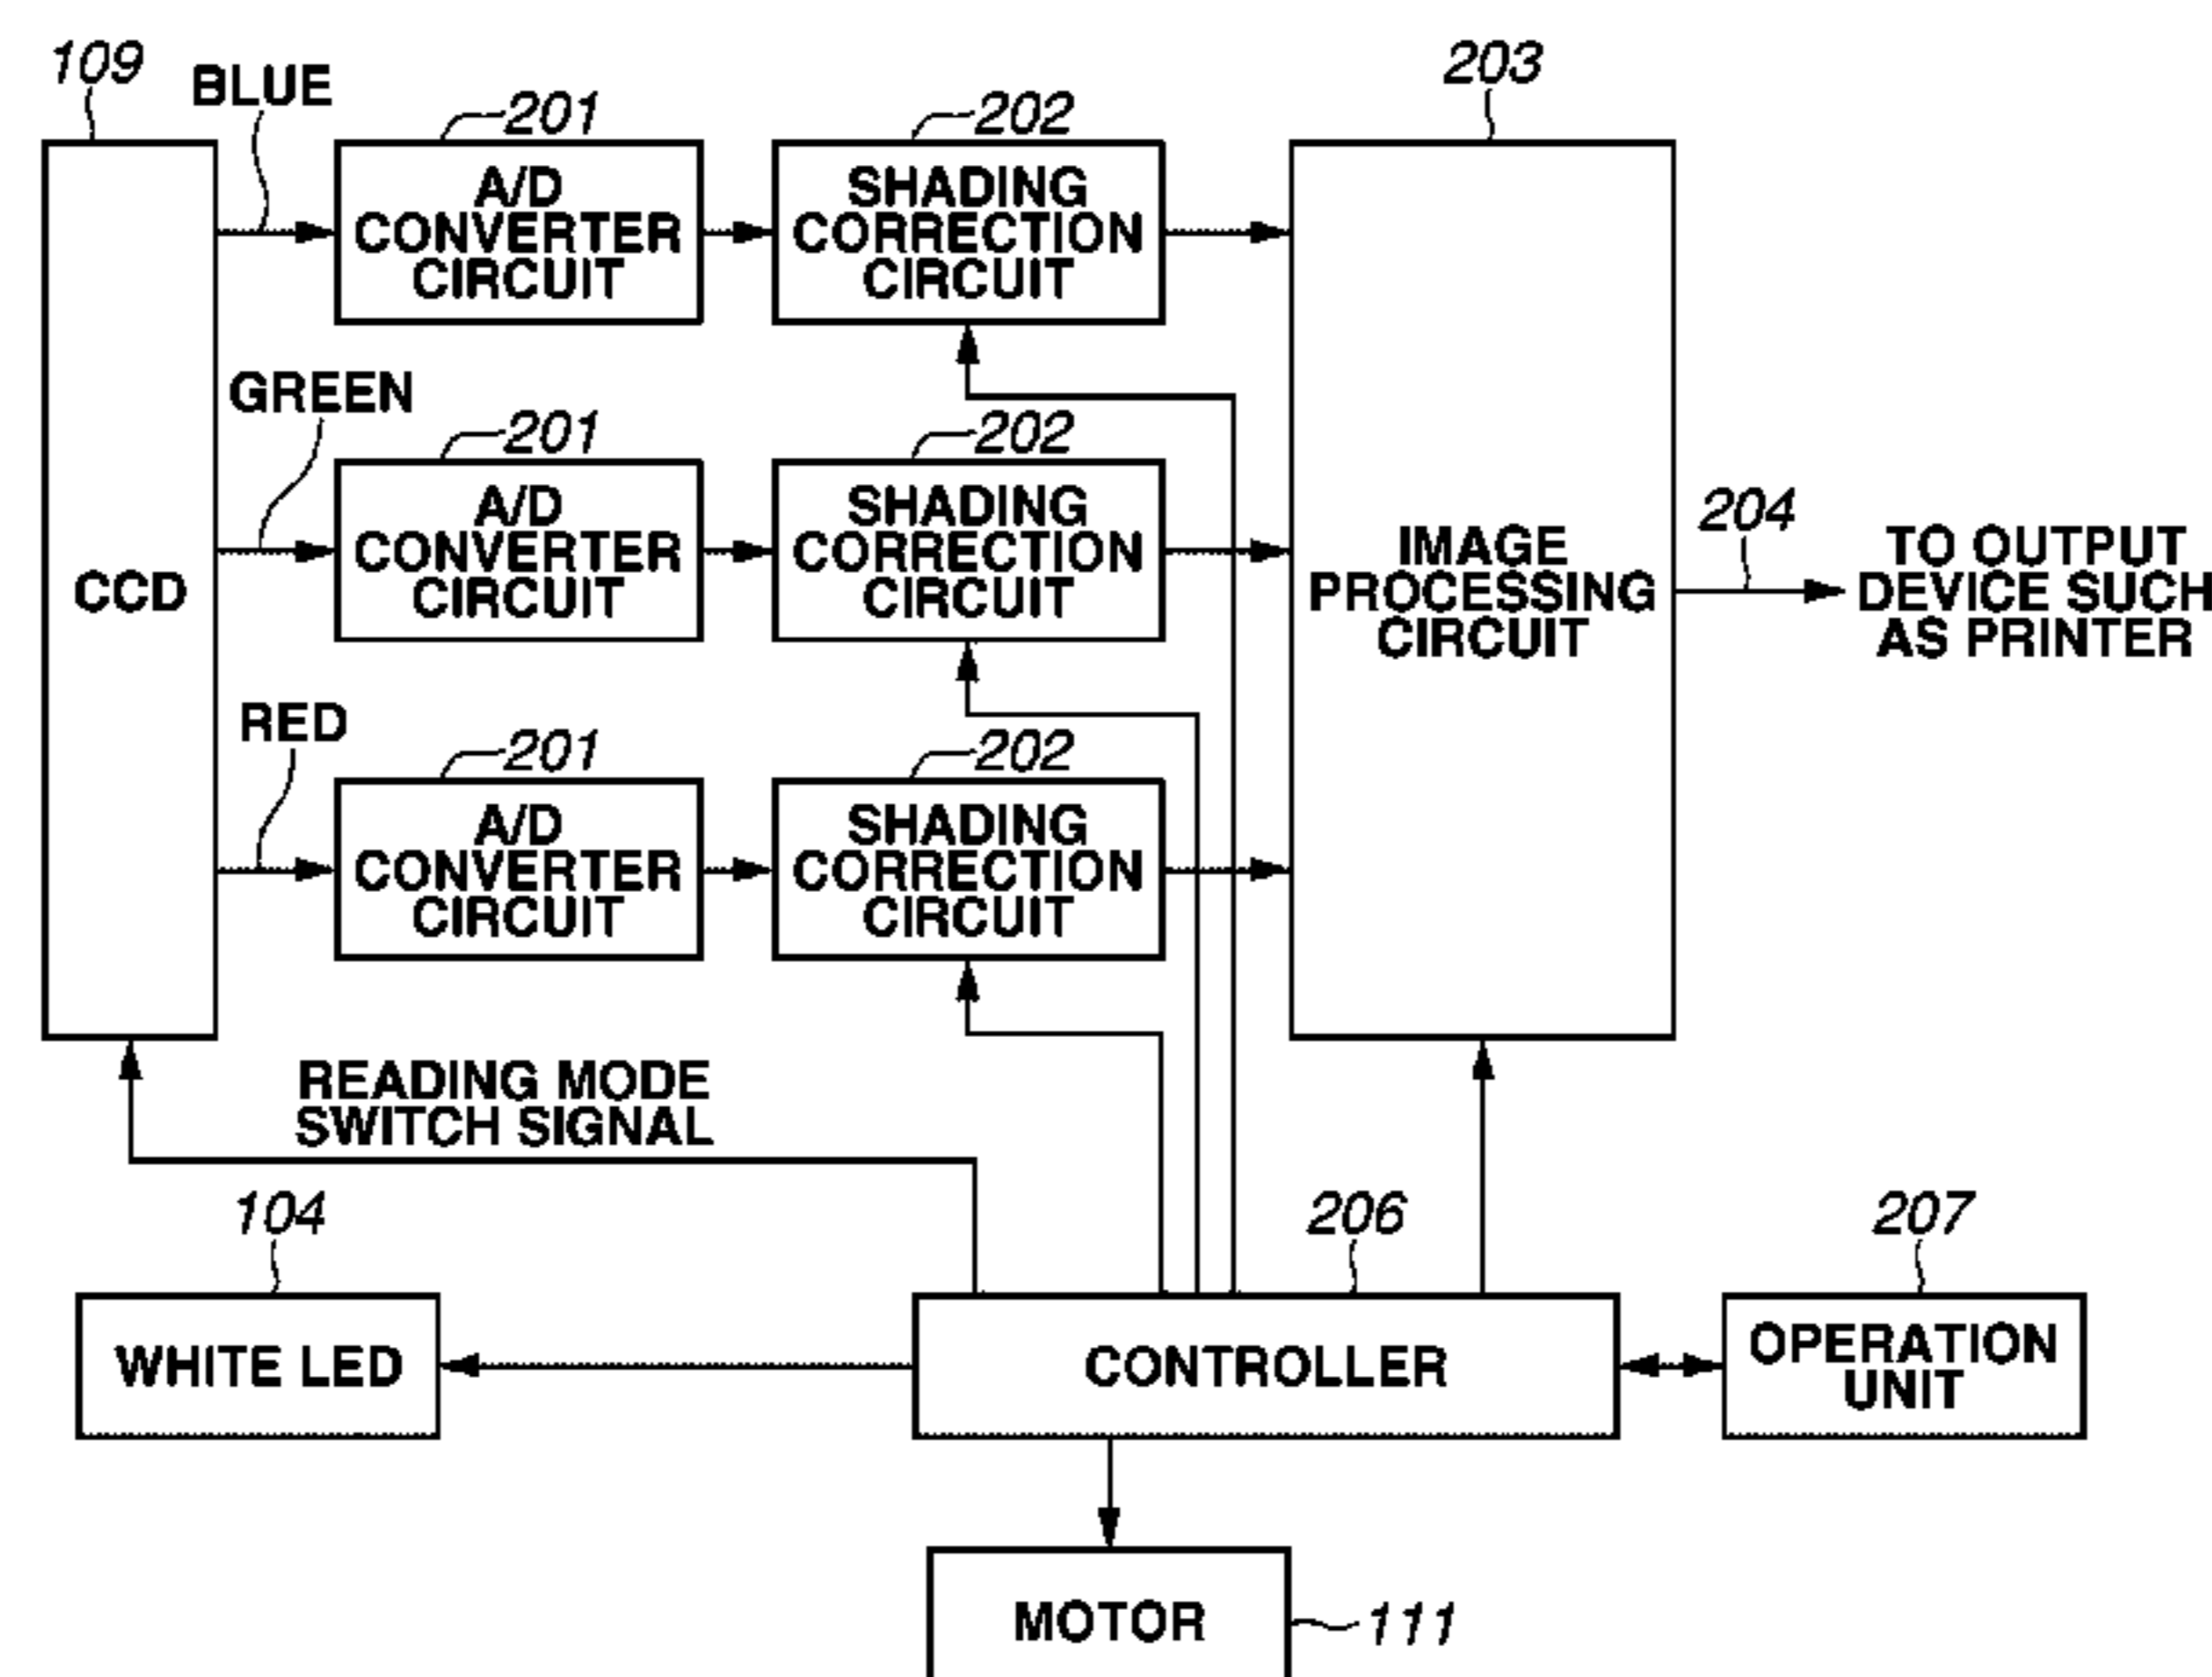 109
BLUE
201
202
203
A/D
CONVERTER
CIRCUIT
SHADING
CORRECTION
CIRCUIT
GREEN
201
202
A/D
CONVERTER
CIRCUIT
SHADING
CORRECTION
CIRCUIT
CCD
IMAGE
PROCESSING
CIRCUIT
204
TO OUTPUT
DEVICE SUCH
AS PRINTER
RED
201
202
A/D
CONVERTER
CIRCUIT
SHADING
CORRECTION
CIRCUIT
READING MODE
SWITCH SIGNAL
104
206
207
WHITE LED
CONTROLLER
OPERATION
UNIT
MOTOR
111